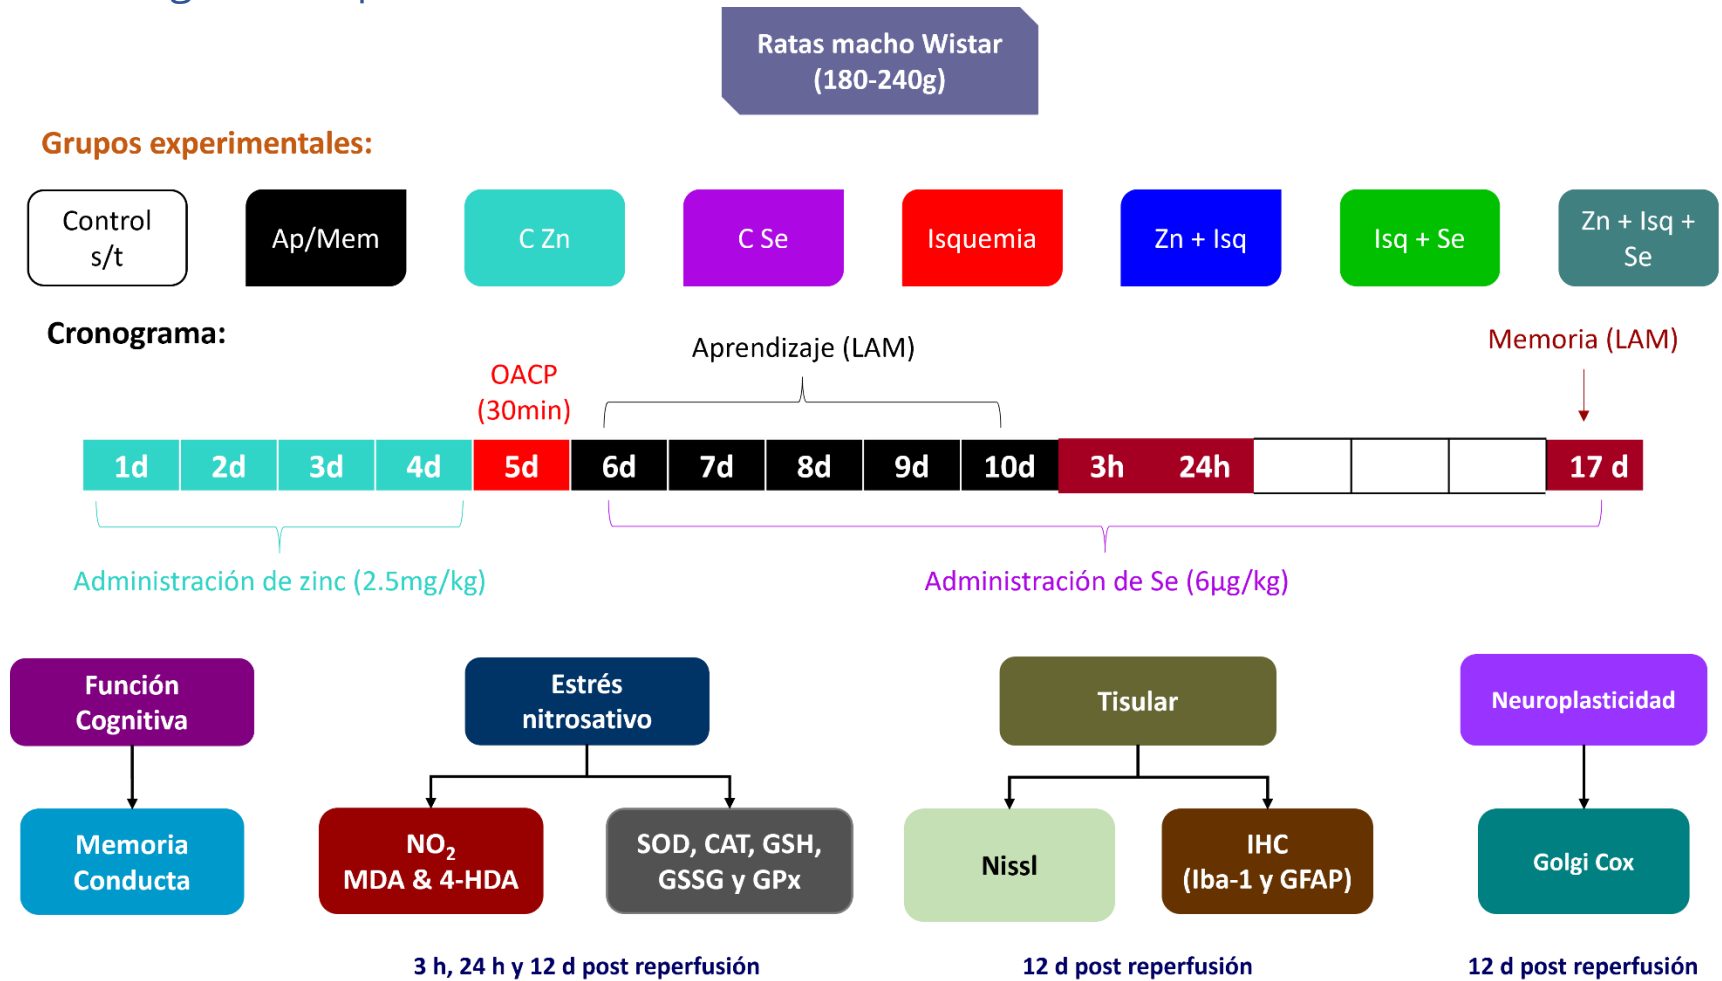 Ratas macho Wistar
(180-240g)
Grupos experimentales:
Control
s/t
Ap/Mem
C Zn
C Se
Isquemia
Zn + Isq
Isq + Se
Zn + Isq +
Se
Cronograma:
Aprendizaje (LAM)
Memoria (LAM)
OACP
(30min)
1d
2d
3d
4d
5d
6d
7d
8d
9d
10d
3h
24h
17 d
Administración de zinc (2.5mg/kg)
Administración de Se (6µg/kg)
Función
Cognitiva
Estrés
nitrosativo
Tisular
Neuroplasticidad
Memoria
Conducta
NO₂
MDA & 4-HDA
SOD, CAT, GSH,
GSSG y GPx
Nissl
IHC
(Iba-1 y GFAP)
Golgi Cox
3 h, 24 h y 12 d post reperfusión
12 d post reperfusión
12 d post reperfusión